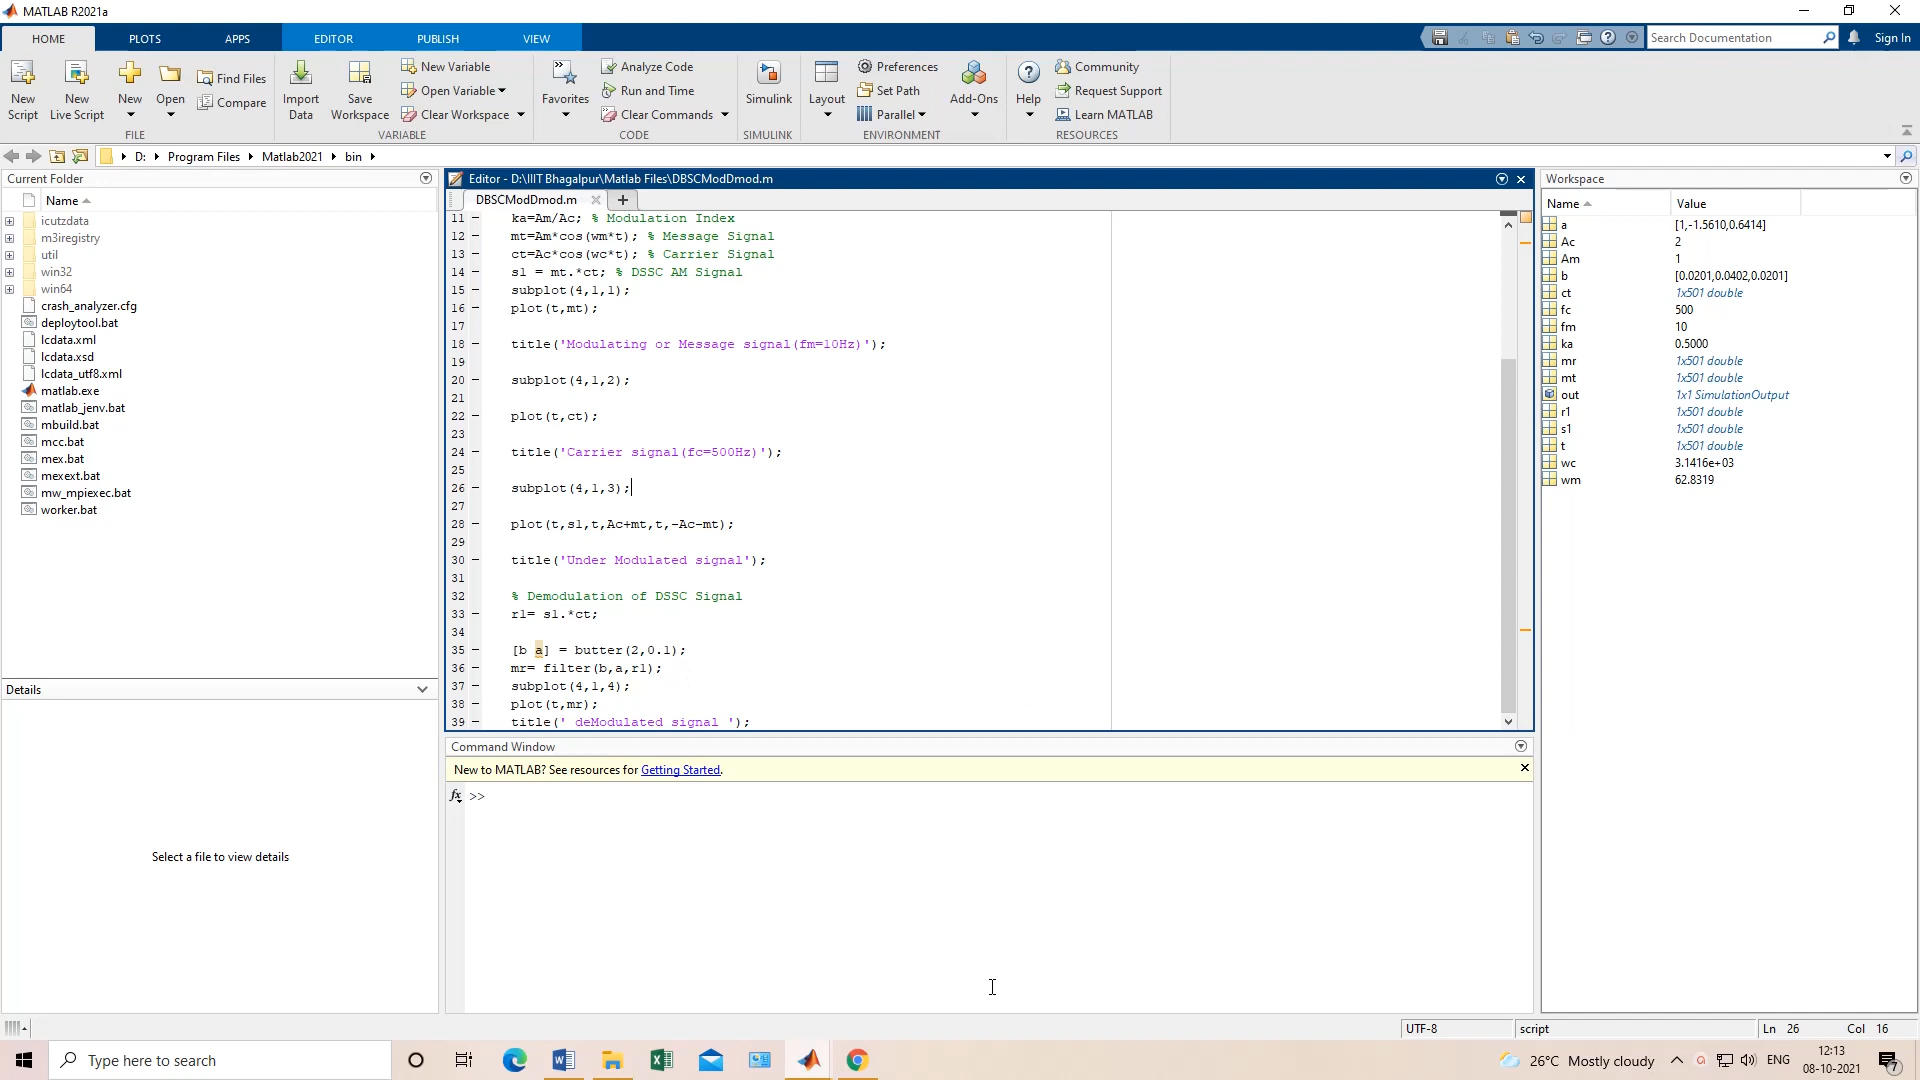 MATLAB R2021a
HOME PLOTS APPS EDITOR PUBLISH VIEW
Search Documentation
Sign In
New Script
New Live Script
New
Open
Find Files
Compare
FILE
Import Data
Save Workspace
New Variable
Open Variable
Clear Workspace
VARIABLE
Favorites
Analyze Code
Run and Time
Clear Commands
CODE
Simulink
SIMULINK
Layout
Preferences
Set Path
Parallel
Add-Ons
ENVIRONMENT
Help
Community
Request Support
Learn MATLAB
RESOURCES
D: Program Files Matlab2021 bin
Current Folder
Name
icutzdata
m3iregistry
util
win32
win64
crash_analyzer.cfg
deploytool.bat
lcdata.xml
lcdata.xsd
lcdata_utf8.xml
matlab.exe
matlab_jenv.bat
mbuild.bat
mcc.bat
mex.bat
mexext.bat
mw_mpiexec.bat
worker.bat
Details
Select a file to view details
Editor - D:\IIIT Bhagalpur\Matlab Files\DBSCModDmod.m
DBSCModDmod.m
11 - ka=Am/Ac; % Modulation Index
12 - mt=Am*cos(wm*t); % Message Signal
13 - ct=Ac*cos(wc*t); % Carrier Signal
14 - s1 = mt.*ct; % DSSC AM Signal
15 - subplot(4,1,1);
16 - plot(t,mt);
17
18 - title('Modulating or Message signal(fm=10Hz)');
19
20 - subplot(4,1,2);
21
22 - plot(t,ct);
23
24 - title('Carrier signal(fc=500Hz)');
25
26 - subplot(4,1,3);
27
28 - plot(t,s1,t,Ac+mt,t,-Ac-mt);
29
30 - title('Under Modulated signal');
31
32 % Demodulation of DSSC Signal
33 - r1= s1.*ct;
34
35 - [b a] = butter(2,0.1);
36 - mr= filter(b,a,r1);
37 - subplot(4,1,4);
38 - plot(t,mr);
39 - title(' deModulated signal ');
Command Window
New to MATLAB? See resources for Getting Started.
fx >>
Workspace
Name Value
a [1,-1.5610,0.6414]
Ac 2
Am 1
b [0.0201,0.0402,0.0201]
ct 1x501 double
fc 500
fm 10
ka 0.5000
mr 1x501 double
mt 1x501 double
out 1x1 SimulationOutput
r1 1x501 double
s1 1x501 double
t 1x501 double
wc 3.1416e+03
wm 62.8319
UTF-8 script Ln 26 Col 16
Type here to search
26°C Mostly cloudy
ENG
12:13
08-10-2021
7